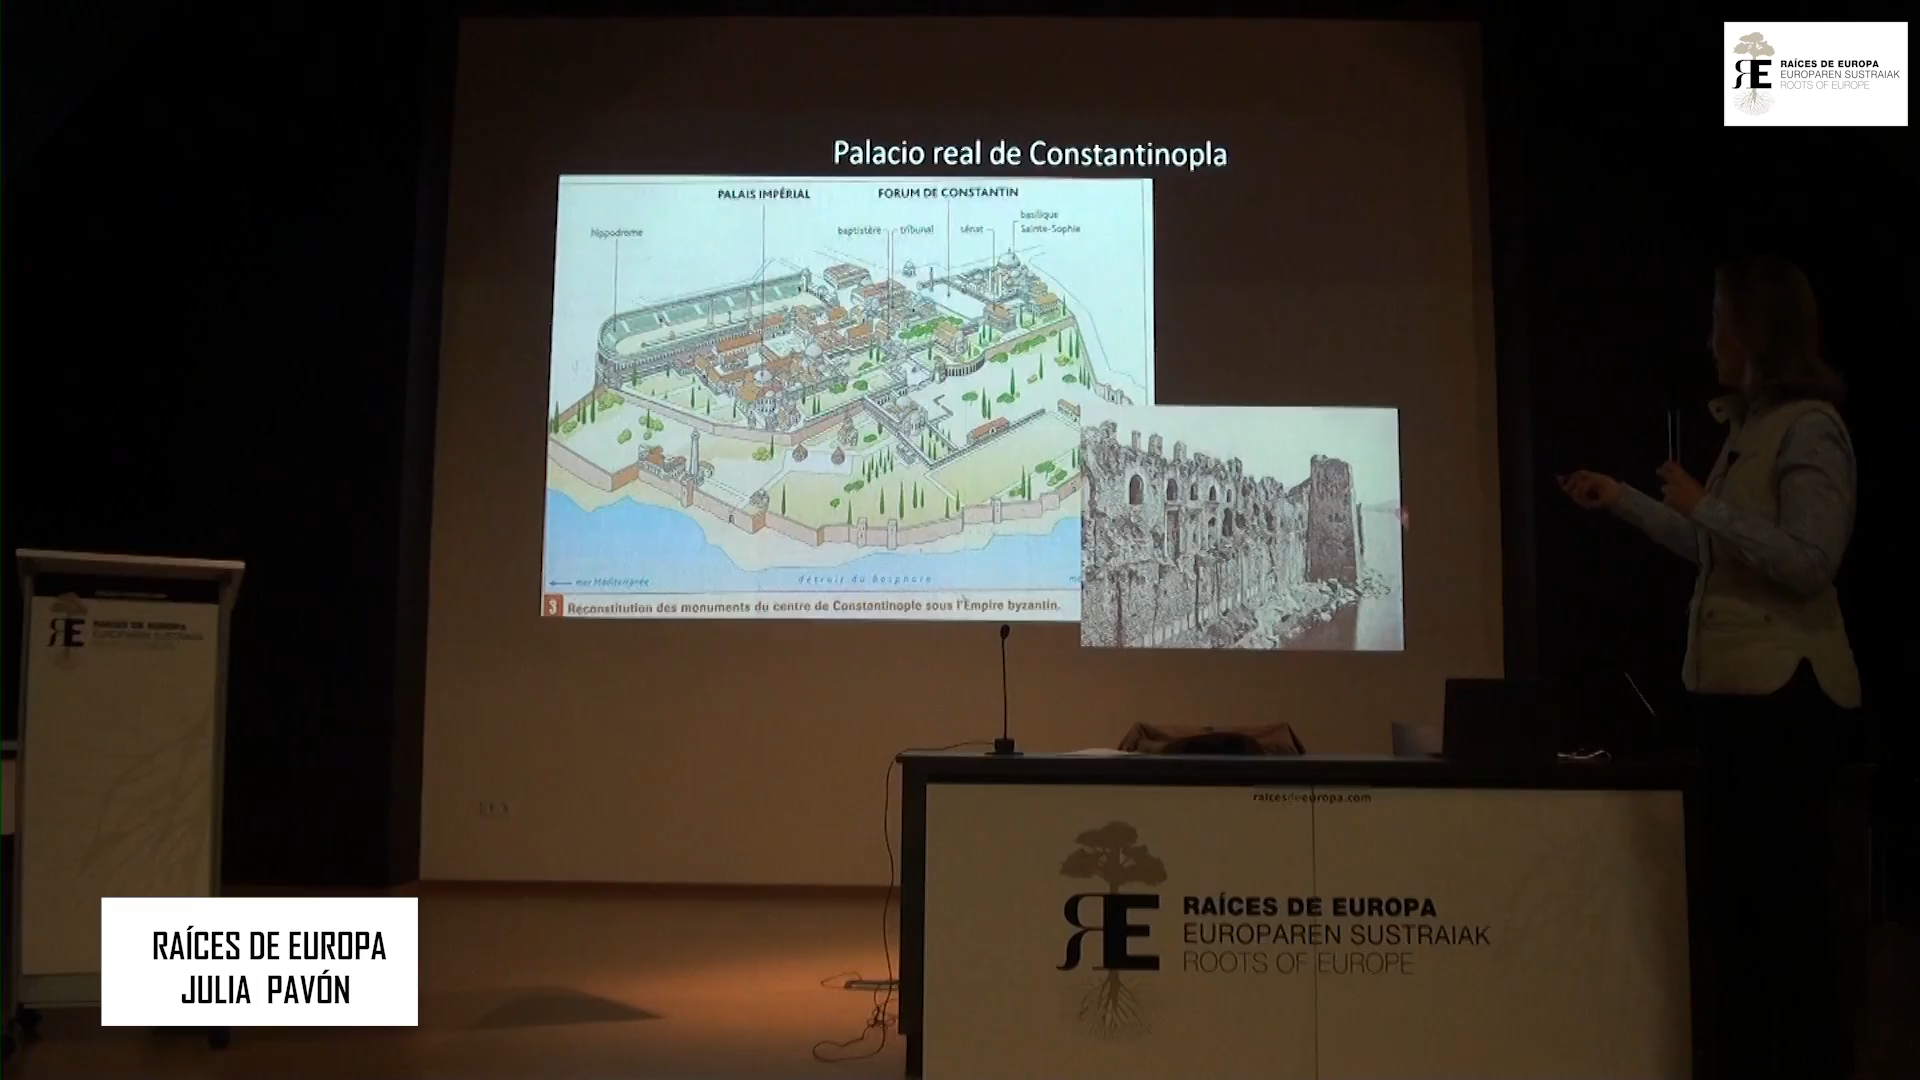 RAÍCES DE EUROPA
EUROPAREN SUSTRAIAK
ROOTS OF EUROPE
Palacio real de Constantinopla
PALAIS IMPÉRIAL
FORUM DE CONSTANTIN
hippodrome
baptistère
tribunal
sénat
basilique
Sainte-Sophie
mer Méditerranée
détroit du Bosphore
3 Reconstitution des monuments du centre de Constantinople sous l'Empire byzantin.
RE
RAÍCES DE EUROPA
EUROPAREN SUSTRAIAK
raicesdeeuropa.com
RE
RAÍCES DE EUROPA
EUROPAREN SUSTRAIAK
ROOTS OF EUROPE
RAÍCES DE EUROPA
JULIA PAVÓN